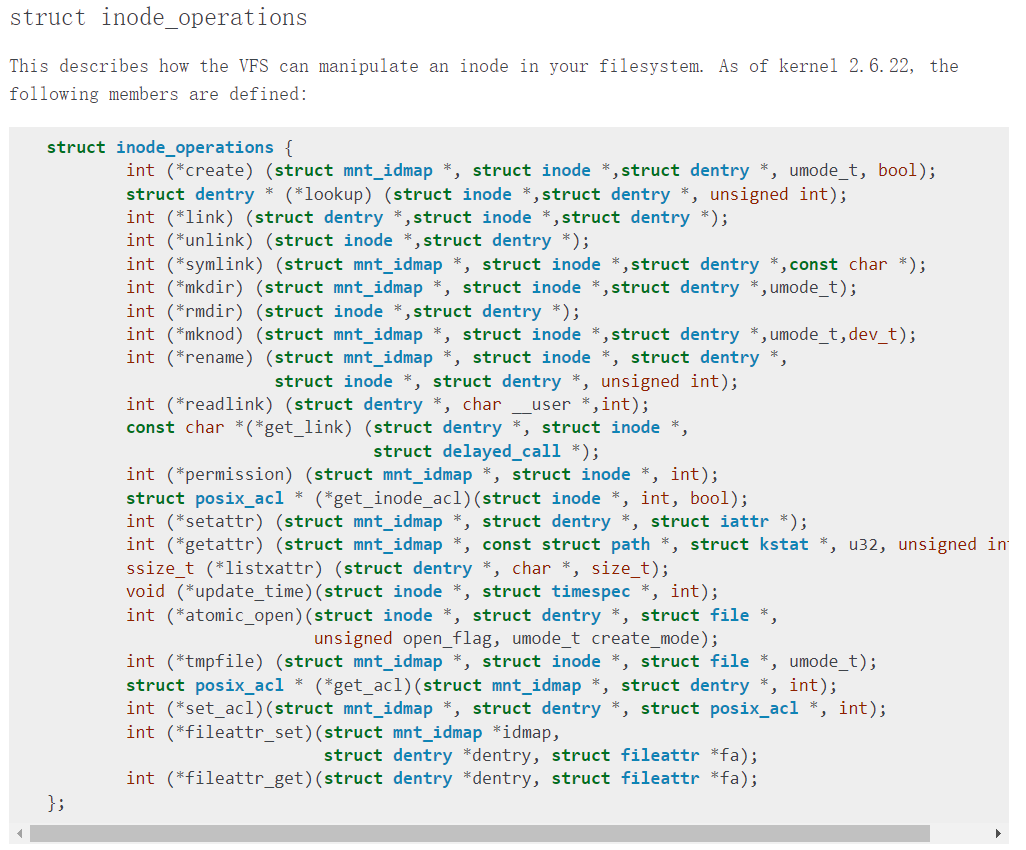 struct inode_operations
This describes how the VFS can manipulate an inode in your filesystem. As of kernel 2.6.22, the
following members are defined:
struct inode_operations {
int (*create) (struct mnt_idmap *, struct inode *,struct dentry *, umode_t, bool);
struct dentry * (*lookup) (struct inode *,struct dentry *, unsigned int);
int (*link) (struct dentry *,struct inode *,struct dentry *);
int (*unlink) (struct inode *,struct dentry *);
int (*symlink) (struct mnt_idmap *, struct inode *,struct dentry *,const char *);
int (*mkdir) (struct mnt_idmap *, struct inode *,struct dentry *,umode_t);
int (*rmdir) (struct inode *,struct dentry *);
int (*mknod) (struct mnt_idmap *, struct inode *,struct dentry *,umode_t,dev_t);
int (*rename) (struct mnt_idmap *, struct inode *, struct dentry *,
struct inode *, struct dentry *, unsigned int);
int (*readlink) (struct dentry *, char __user *,int);
const char *(*get_link) (struct dentry *, struct inode *,
struct delayed_call *);
int (*permission) (struct mnt_idmap *, struct inode *, int);
struct posix_acl * (*get_inode_acl)(struct inode *, int, bool);
int (*setattr) (struct mnt_idmap *, struct dentry *, struct iattr *);
int (*getattr) (struct mnt_idmap *, const struct path *, struct kstat *, u32, unsigned in
ssize_t (*listxattr) (struct dentry *, char *, size_t);
void (*update_time)(struct inode *, struct timespec *, int);
int (*atomic_open)(struct inode *, struct dentry *, struct file *,
unsigned open_flag, umode_t create_mode);
int (*tmpfile) (struct mnt_idmap *, struct inode *, struct file *, umode_t);
struct posix_acl * (*get_acl)(struct mnt_idmap *, struct dentry *, int);
int (*set_acl)(struct mnt_idmap *, struct dentry *, struct posix_acl *, int);
int (*fileattr_set)(struct mnt_idmap *idmap,
struct dentry *dentry, struct fileattr *fa);
int (*fileattr_get)(struct dentry *dentry, struct fileattr *fa);
};